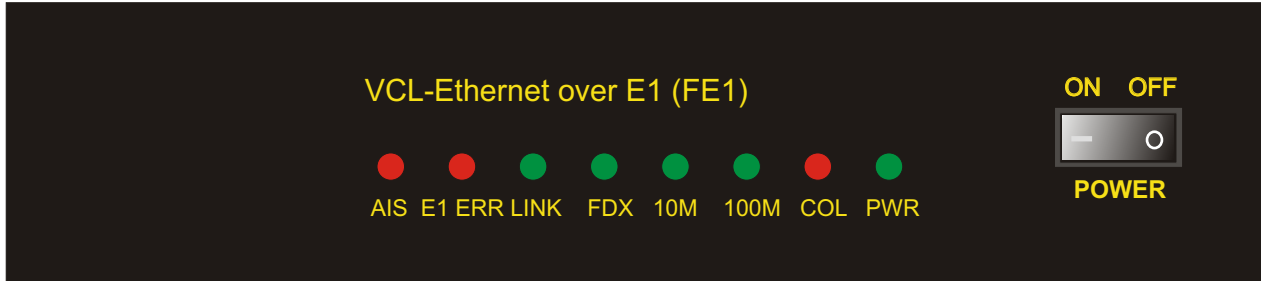 VCL-Ethernet over E1 (FE1)
ON OFF
AIS E1 ERR LINK FDX 10M 100M COL PWR
POWER